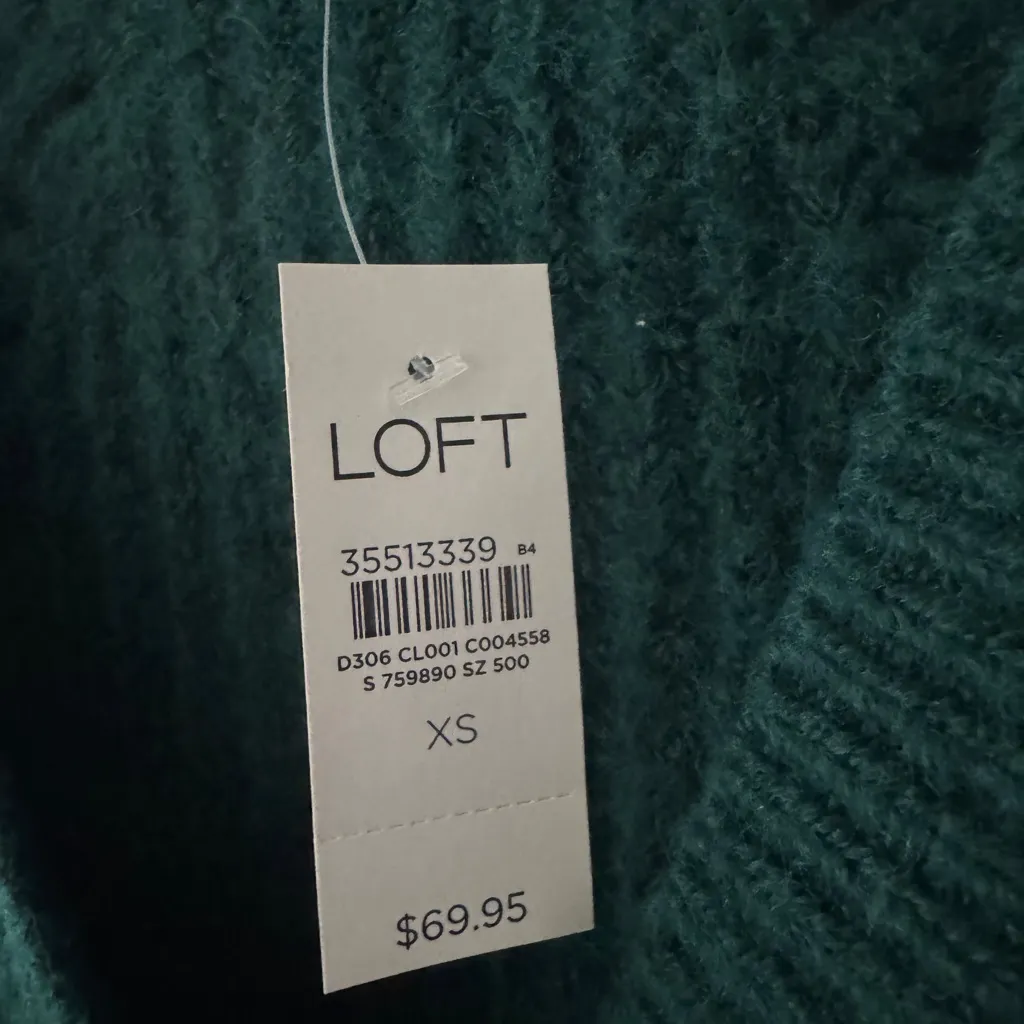 LOFT
35513339 B4
D306 CL001 C004558
S 759890 SZ 500
XS
$69.95